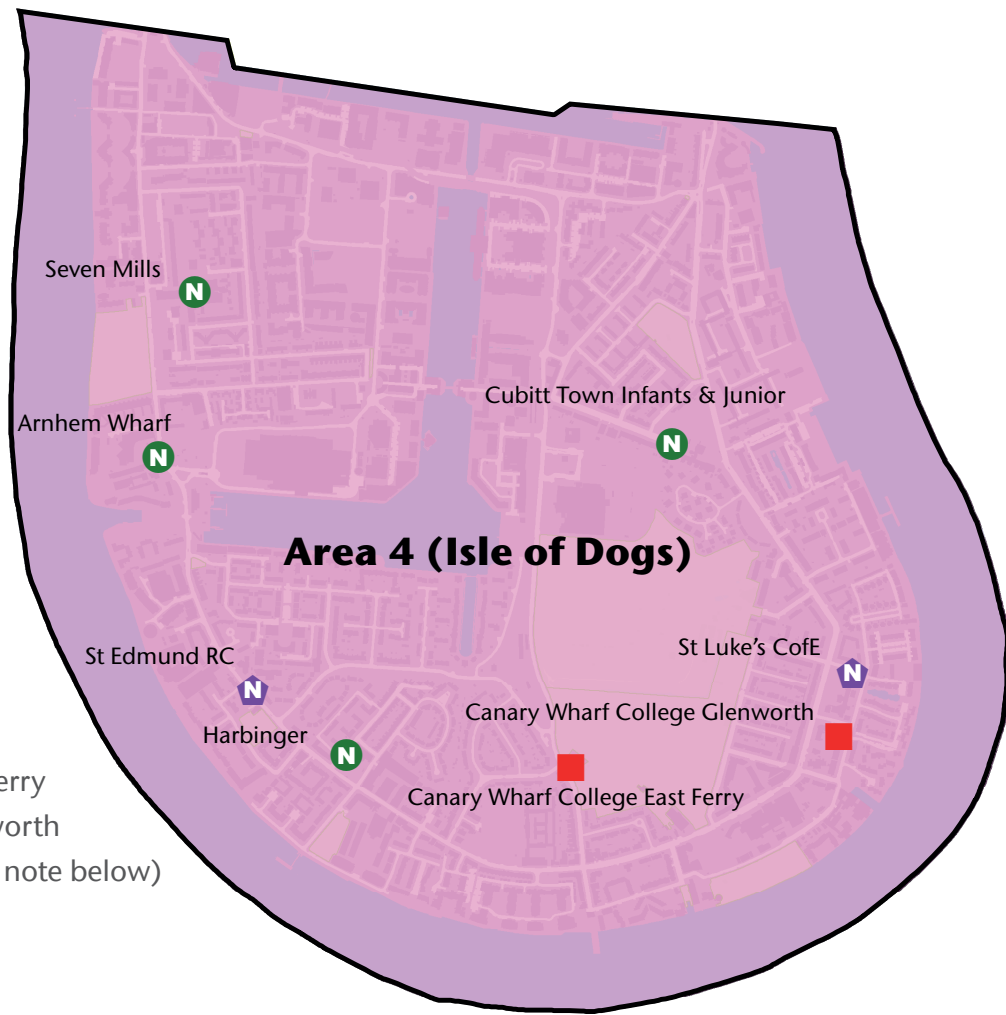 Seven Mills
N
Cubitt Town Infants & Junior
Arnhem Wharf
N
N
Area 4 (Isle of Dogs)
St Edmund RC
St Luke's CofE
N
N
Canary Wharf College Glenworth
Harbinger
N
Canary Wharf College East Ferry
erry
orth
note below)